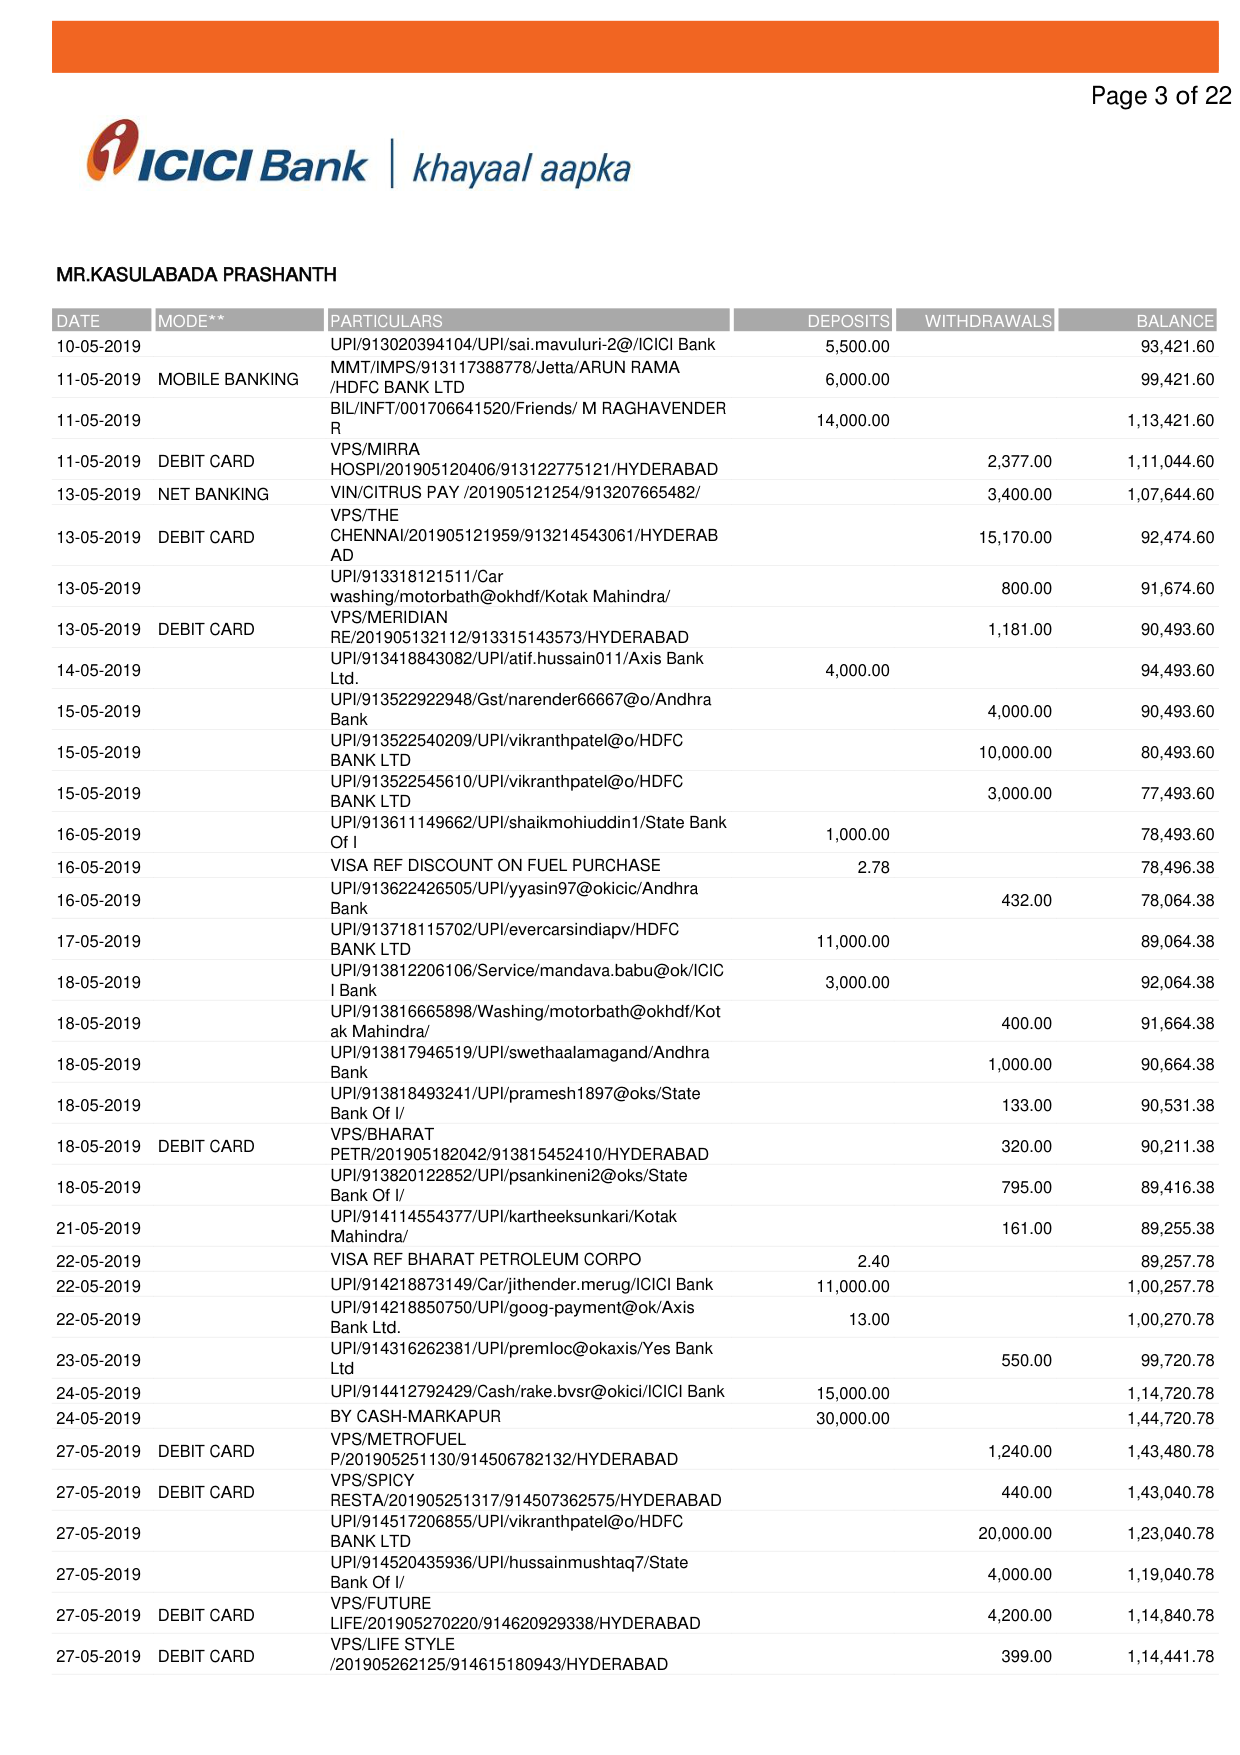 Page 3 of 22
i ICICI Bank | khayaal aapka
MR.KASULABADA PRASHANTH
DATE MODE** PARTICULARS DEPOSITS WITHDRAWALS BALANCE
10-05-2019 UPI/913020394104/UPI/sai.mavuluri-2@/ICICI Bank 5,500.00 93,421.60
MMT/IMPS/913117388778/Jetta/ARUN RAMA
11-05-2019 MOBILE BANKING /HDFC BANK LTD 6,000.00 99,421.60
BIL/INFT/001706641520/Friends/ M RAGHAVENDER
11-05-2019 R 14,000.00 1,13,421.60
VPS/MIRRA
11-05-2019 DEBIT CARD HOSPI/201905120406/913122775121/HYDERABAD 2,377.00 1,11,044.60
13-05-2019 NET BANKING VIN/CITRUS PAY /201905121254/913207665482/ 3,400.00 1,07,644.60
VPS/THE
13-05-2019 DEBIT CARD CHENNAI/201905121959/913214543061/HYDERAB 15,170.00 92,474.60
AD
UPI/913318121511/Car
13-05-2019 washing/motorbath@okhdf/Kotak Mahindra/ 800.00 91,674.60
VPS/MERIDIAN
13-05-2019 DEBIT CARD RE/201905132112/913315143573/HYDERABAD 1,181.00 90,493.60
UPI/913418843082/UPI/atif.hussain011/Axis Bank
14-05-2019 Ltd. 4,000.00 94,493.60
UPI/913522922948/Gst/narender66667@o/Andhra
15-05-2019 Bank 4,000.00 90,493.60
UPI/913522540209/UPI/vikranthpatel@o/HDFC
15-05-2019 BANK LTD 10,000.00 80,493.60
UPI/913522545610/UPI/vikranthpatel@o/HDFC
15-05-2019 BANK LTD 3,000.00 77,493.60
UPI/913611149662/UPI/shaikmohiuddin1/State Bank
16-05-2019 Of I 1,000.00 78,493.60
16-05-2019 VISA REF DISCOUNT ON FUEL PURCHASE 2.78 78,496.38
UPI/913622426505/UPI/yyasin97@okicic/Andhra
16-05-2019 Bank 432.00 78,064.38
UPI/913718115702/UPI/evercarsindiapv/HDFC
17-05-2019 BANK LTD 11,000.00 89,064.38
UPI/913812206106/Service/mandava.babu@ok/ICIC
18-05-2019 I Bank 3,000.00 92,064.38
UPI/913816665898/Washing/motorbath@okhdf/Kot
18-05-2019 ak Mahindra/ 400.00 91,664.38
UPI/913817946519/UPI/swethaalamagand/Andhra
18-05-2019 Bank 1,000.00 90,664.38
UPI/913818493241/UPI/pramesh1897@oks/State
18-05-2019 Bank Of I/ 133.00 90,531.38
VPS/BHARAT
18-05-2019 DEBIT CARD PETR/201905182042/913815452410/HYDERABAD 320.00 90,211.38
UPI/913820122852/UPI/psankineni2@oks/State
18-05-2019 Bank Of I/ 795.00 89,416.38
UPI/914114554377/UPI/kartheeksunkari/Kotak
21-05-2019 Mahindra/ 161.00 89,255.38
22-05-2019 VISA REF BHARAT PETROLEUM CORPO 2.40 89,257.78
22-05-2019 UPI/914218873149/Car/jithender.merug/ICICI Bank 11,000.00 1,00,257.78
UPI/914218850750/UPI/goog-payment@ok/Axis
22-05-2019 Bank Ltd. 13.00 1,00,270.78
UPI/914316262381/UPI/premloc@okaxis/Yes Bank
23-05-2019 Ltd 550.00 99,720.78
24-05-2019 UPI/914412792429/Cash/rake.bvsr@okici/ICICI Bank 15,000.00 1,14,720.78
24-05-2019 BY CASH-MARKAPUR 30,000.00 1,44,720.78
VPS/METROFUEL
27-05-2019 DEBIT CARD P/201905251130/914506782132/HYDERABAD 1,240.00 1,43,480.78
VPS/SPICY
27-05-2019 DEBIT CARD RESTA/201905251317/914507362575/HYDERABAD 440.00 1,43,040.78
UPI/914517206855/UPI/vikranthpatel@o/HDFC
27-05-2019 BANK LTD 20,000.00 1,23,040.78
UPI/914520435936/UPI/hussainmushtaq7/State
27-05-2019 Bank Of I/ 4,000.00 1,19,040.78
VPS/FUTURE
27-05-2019 DEBIT CARD LIFE/201905270220/914620929338/HYDERABAD 4,200.00 1,14,840.78
VPS/LIFE STYLE
27-05-2019 DEBIT CARD /201905262125/914615180943/HYDERABAD 399.00 1,14,441.78